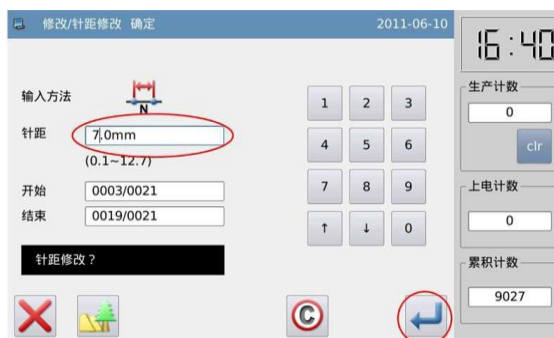 修改/针距修改 确定
2011-06-10
16:40
输入方法
N
针距
7.0mm
(0.1~12.7)
开始
0003/0021
结束
0019/0021
针距修改？
1 2 3
4 5 6
7 8 9
↑ ↓ 0
C
生产计数
0
clr
上电计数
0
累积计数
9027